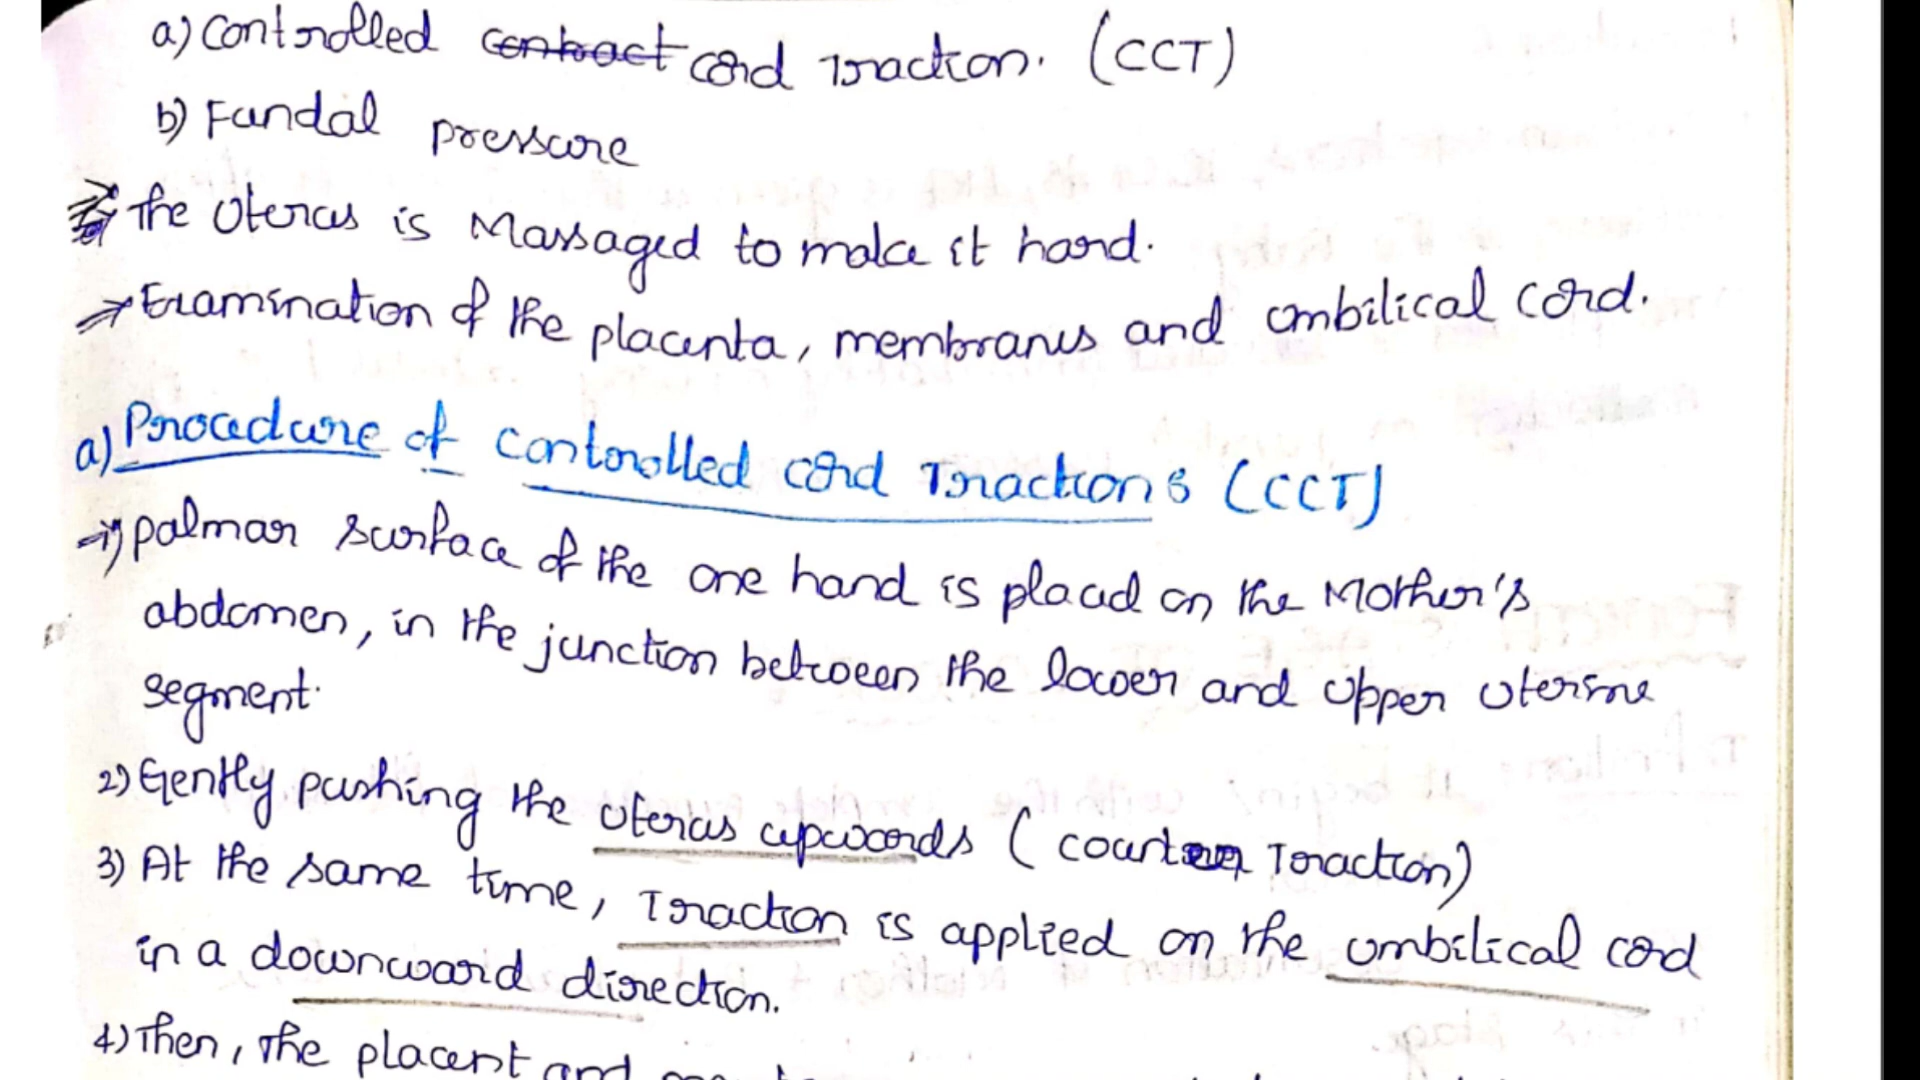 a) Controlled contract cord Traction. (CCT)
b) Fundal pressure
→ The Uterus is Massaged to make it hard.
→ Examination of the placenta, membranes and umbilical cord.
a) Procedure of Controlled cord Traction s (CCT)
1) palmar surface of the one hand is placed on the Mother's
abdomen, in the junction between the lower and Upper Uterine
segment.
2) Gently pushing the Uterus upwards (counter Traction)
3) At the same time, Traction is applied on the umbilical cord
in a downward direction.
4) Then, The placent and